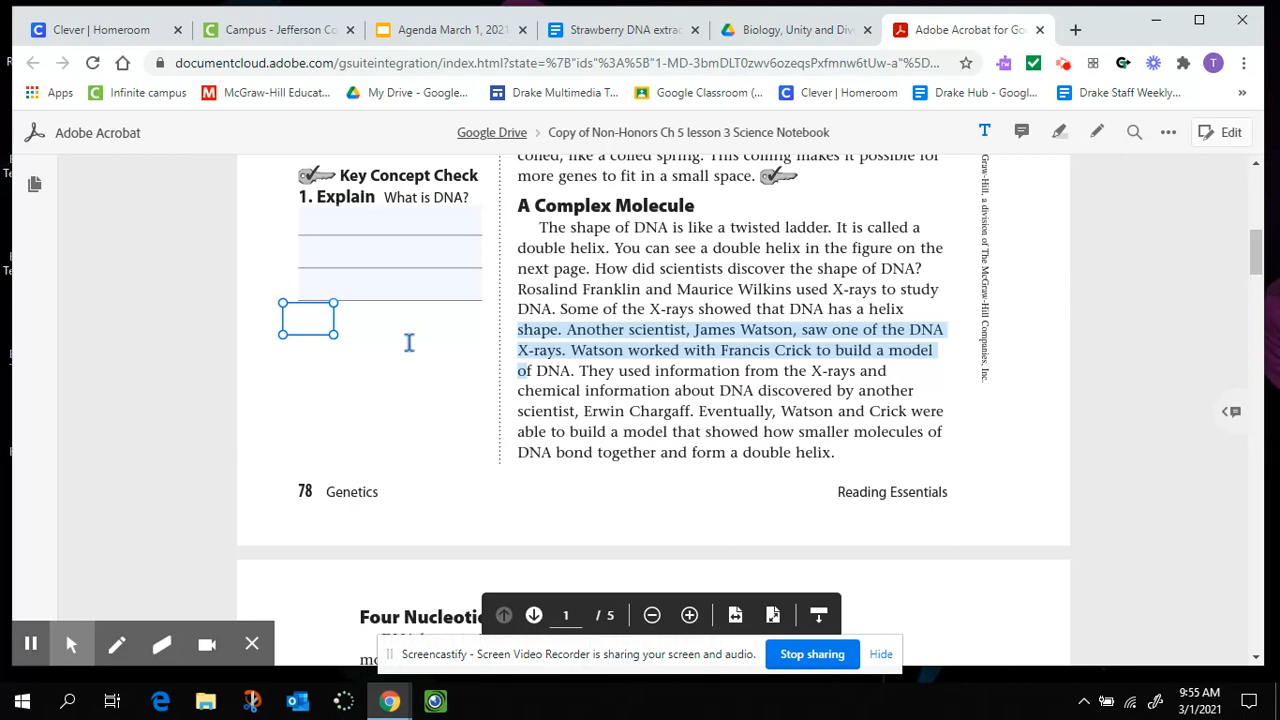 Clever | Homeroom
Campus - Jefferson Co
Agenda March 1, 2021
Strawberry DNA extrac
Biology, Unity and Div
Adobe Acrobat for Go
documentcloud.adobe.com/gsuiteintegration/index.html?state=%7B"ids"%3A%5B"1-MD-3bmDLT0zwv6ozeqsPxfmnw6tUw-a"%5D...
T
Apps
Infinite campus
McGraw-Hill Educat...
My Drive - Google...
Drake Multimedia T...
Google Classroom (...
Clever | Homeroom
Drake Hub - Googl...
Drake Staff Weekly...
Adobe Acrobat
Google Drive
Copy of Non-Honors Ch 5 lesson 3 Science Notebook
Edit
coiled, like a coiled spring. This coiling makes it possible for
more genes to fit in a small space.
Key Concept Check
1. Explain What is DNA?
A Complex Molecule
The shape of DNA is like a twisted ladder. It is called a
double helix. You can see a double helix in the figure on the
next page. How did scientists discover the shape of DNA?
Rosalind Franklin and Maurice Wilkins used X-rays to study
DNA. Some of the X-rays showed that DNA has a helix
shape. Another scientist, James Watson, saw one of the DNA
X-rays. Watson worked with Francis Crick to build a model
of DNA. They used information from the X-rays and
chemical information about DNA discovered by another
scientist, Erwin Chargaff. Eventually, Watson and Crick were
able to build a model that showed how smaller molecules of
DNA bond together and form a double helix.
Graw-Hill, a division of The McGraw-Hill Companies, Inc.
78 Genetics
Reading Essentials
Four Nucleoti
1 / 5
Screencastify - Screen Video Recorder is sharing your screen and audio.
Stop sharing
Hide
9:55 AM
3/1/2021